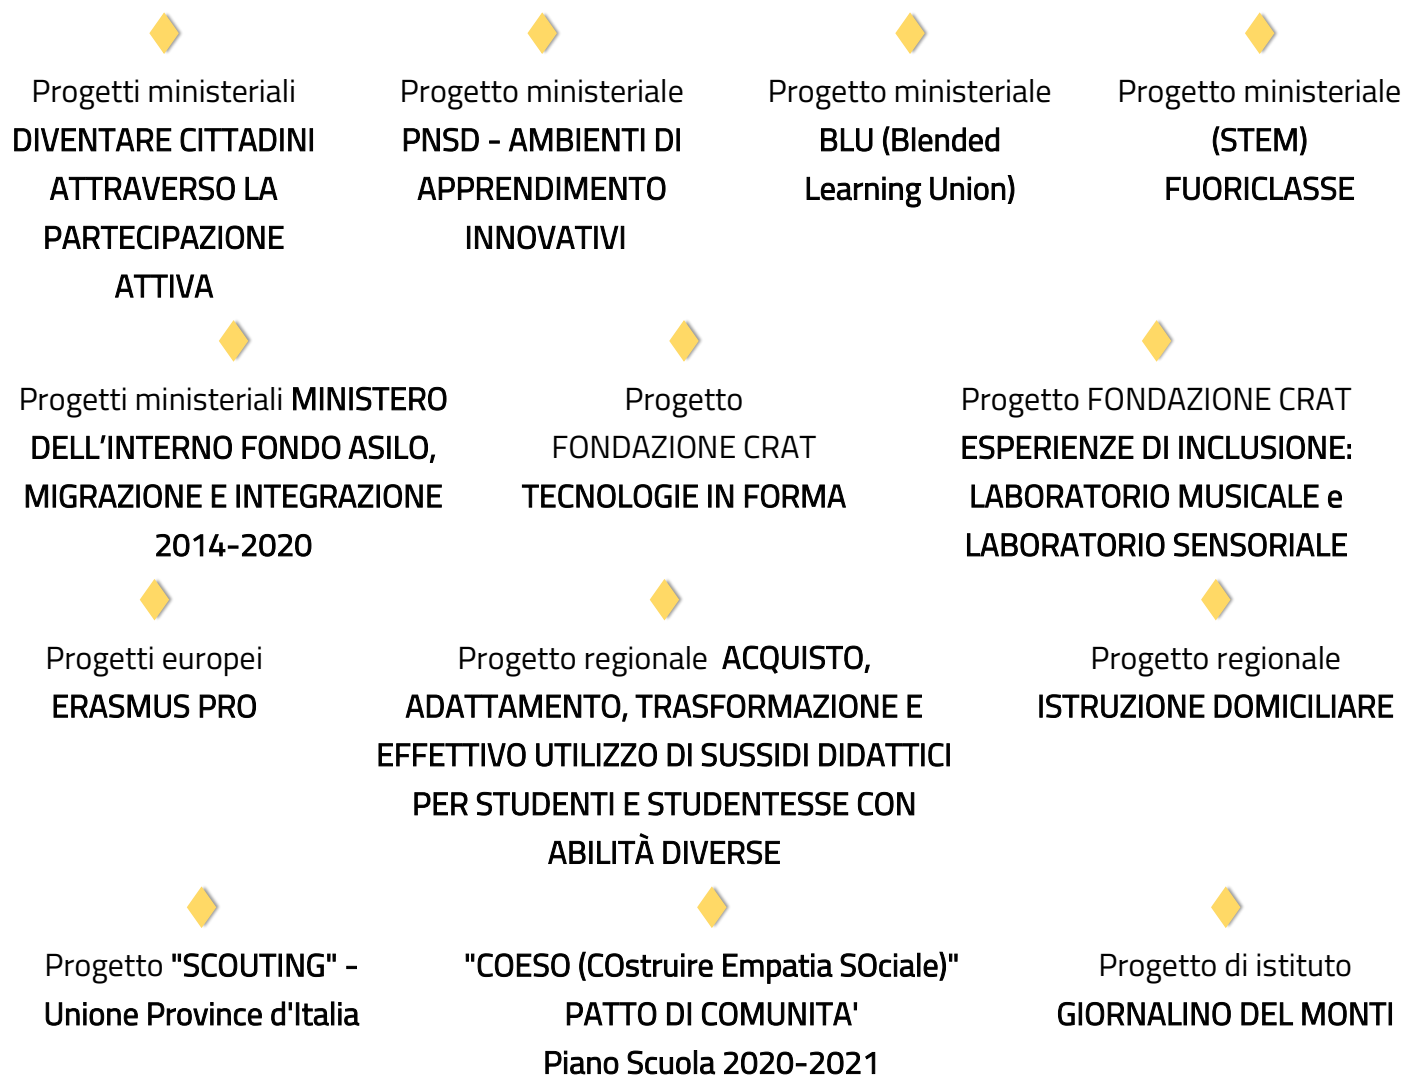 Progetti ministeriali
DIVENTARE CITTADINI
ATTRAVERSO LA
PARTECIPAZIONE
ATTIVA
Progetto ministeriale
PNSD - AMBIENTI DI
APPRENDIMENTO
INNOVATIVI
Progetto ministeriale
BLU (Blended
Learning Union)
Progetto ministeriale
(STEM)
FUORICLASSE
Progetti ministeriali MINISTERO
DELL’INTERNO FONDO ASILO,
MIGRAZIONE E INTEGRAZIONE
2014-2020
Progetto
FONDAZIONE CRAT
TECNOLOGIE IN FORMA
Progetto FONDAZIONE CRAT
ESPERIENZE DI INCLUSIONE:
LABORATORIO MUSICALE e
LABORATORIO SENSORIALE
Progetti europei
ERASMUS PRO
Progetto regionale ACQUISTO,
ADATTAMENTO, TRASFORMAZIONE E
EFFETTIVO UTILIZZO DI SUSSIDI DIDATTICI
PER STUDENTI E STUDENTESSE CON
ABILITÀ DIVERSE
Progetto regionale
ISTRUZIONE DOMICILIARE
Progetto "SCOUTING" -
Unione Province d'Italia
"COESO (COstruire Empatia SOciale)"
PATTO DI COMUNITA'
Piano Scuola 2020-2021
Progetto di istituto
GIORNALINO DEL MONTI